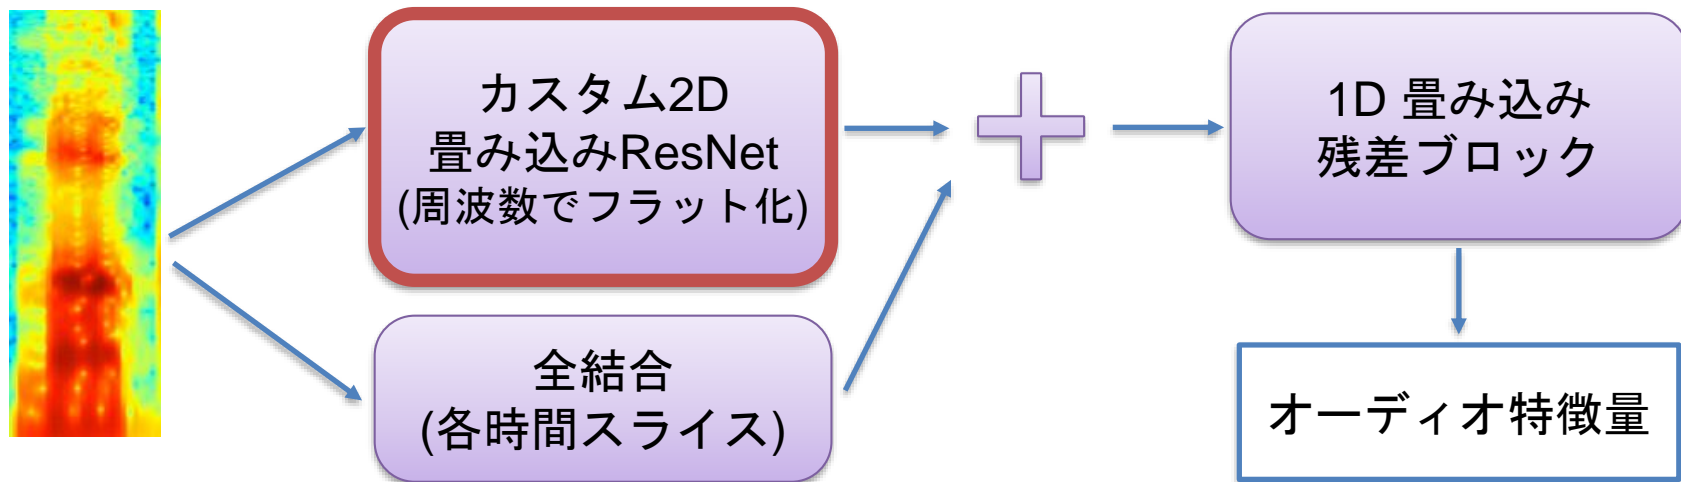 カスタム2D
畳み込みResNet
(周波数でフラット化)
全結合
(各時間スライス)
1D 畳み込み
残差ブロック
オーディオ特徴量